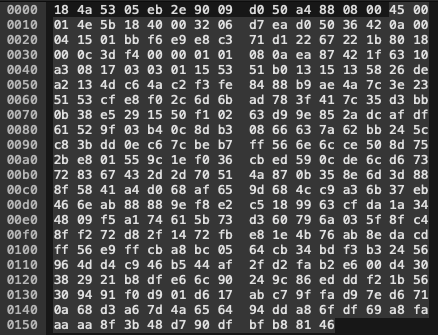 0000 18 4a 53 05 eb 2e 90 09 d0 50 a4 88 08 00 45 00
0010 01 4e 5b 18 40 00 32 06 d7 ea d0 50 36 42 0a 00
0020 04 15 01 bb f6 e9 e8 c3 71 d1 22 67 22 1b 80 18
0030 00 0c 3d f4 00 00 01 01 08 0a ea 87 42 1f 63 10
0040 a3 08 17 03 03 01 15 53 51 b0 13 15 13 58 26 de
0050 a2 13 4d c6 4a c2 f3 fe 84 88 b9 ae 4a 7c 3e 23
0060 51 53 cf e8 f0 2c 6d 6b ad 78 3f 41 7c 35 d3 bb
0070 0b 38 e5 29 15 50 f1 02 63 d9 9e 85 2a dc af df
0080 61 52 9f 03 b4 0c 8d b3 08 66 63 7a 62 bb 24 5c
0090 c8 3b dd 0e c6 7c be b7 ff 56 6e 6c ce 50 8d 75
00a0 2b e8 01 55 9c 1e f0 36 cb ed 59 0c de 6c d6 73
00b0 72 83 67 43 2d 2d 70 51 4a 87 0b 35 8e 6d 3d 88
00c0 8f 58 41 a4 d0 68 af 65 9d 68 4c c9 a3 6b 37 eb
00d0 46 6e ab 88 88 9e f8 e2 c5 18 99 63 cf da 1a 34
00e0 48 09 f5 a1 74 61 5b 73 d3 60 79 6a 03 5f 8f c4
00f0 8f f2 72 d8 2f 14 72 fb e8 1e 4b 76 ab 8e da cd
0100 ff 56 e9 ff cb a8 bc 05 64 cb 34 bd f3 b3 24 56
0110 96 4d d4 c9 46 b5 44 af 2f d2 fa b2 e6 00 d4 30
0120 38 29 21 b8 df e6 6c 90 24 9c 86 ed dd f2 1b 56
0130 30 94 91 f0 d9 01 d6 17 ab c7 9f fa d9 7e d6 71
0140 0a 68 d3 a6 7d 4a 65 64 94 dd a8 6f df 69 a8 fa
0150 aa aa 8f 3b 48 d7 90 df bf b8 81 46